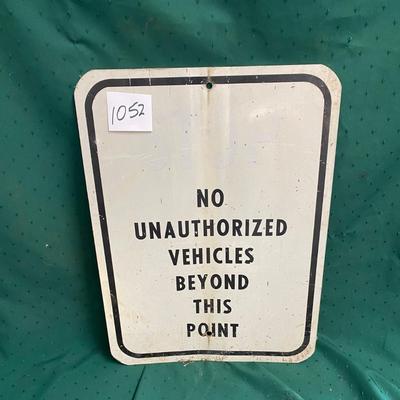 1052
NO
UNAUTHORIZED
VEHICLES
BEYOND
THIS
POINT